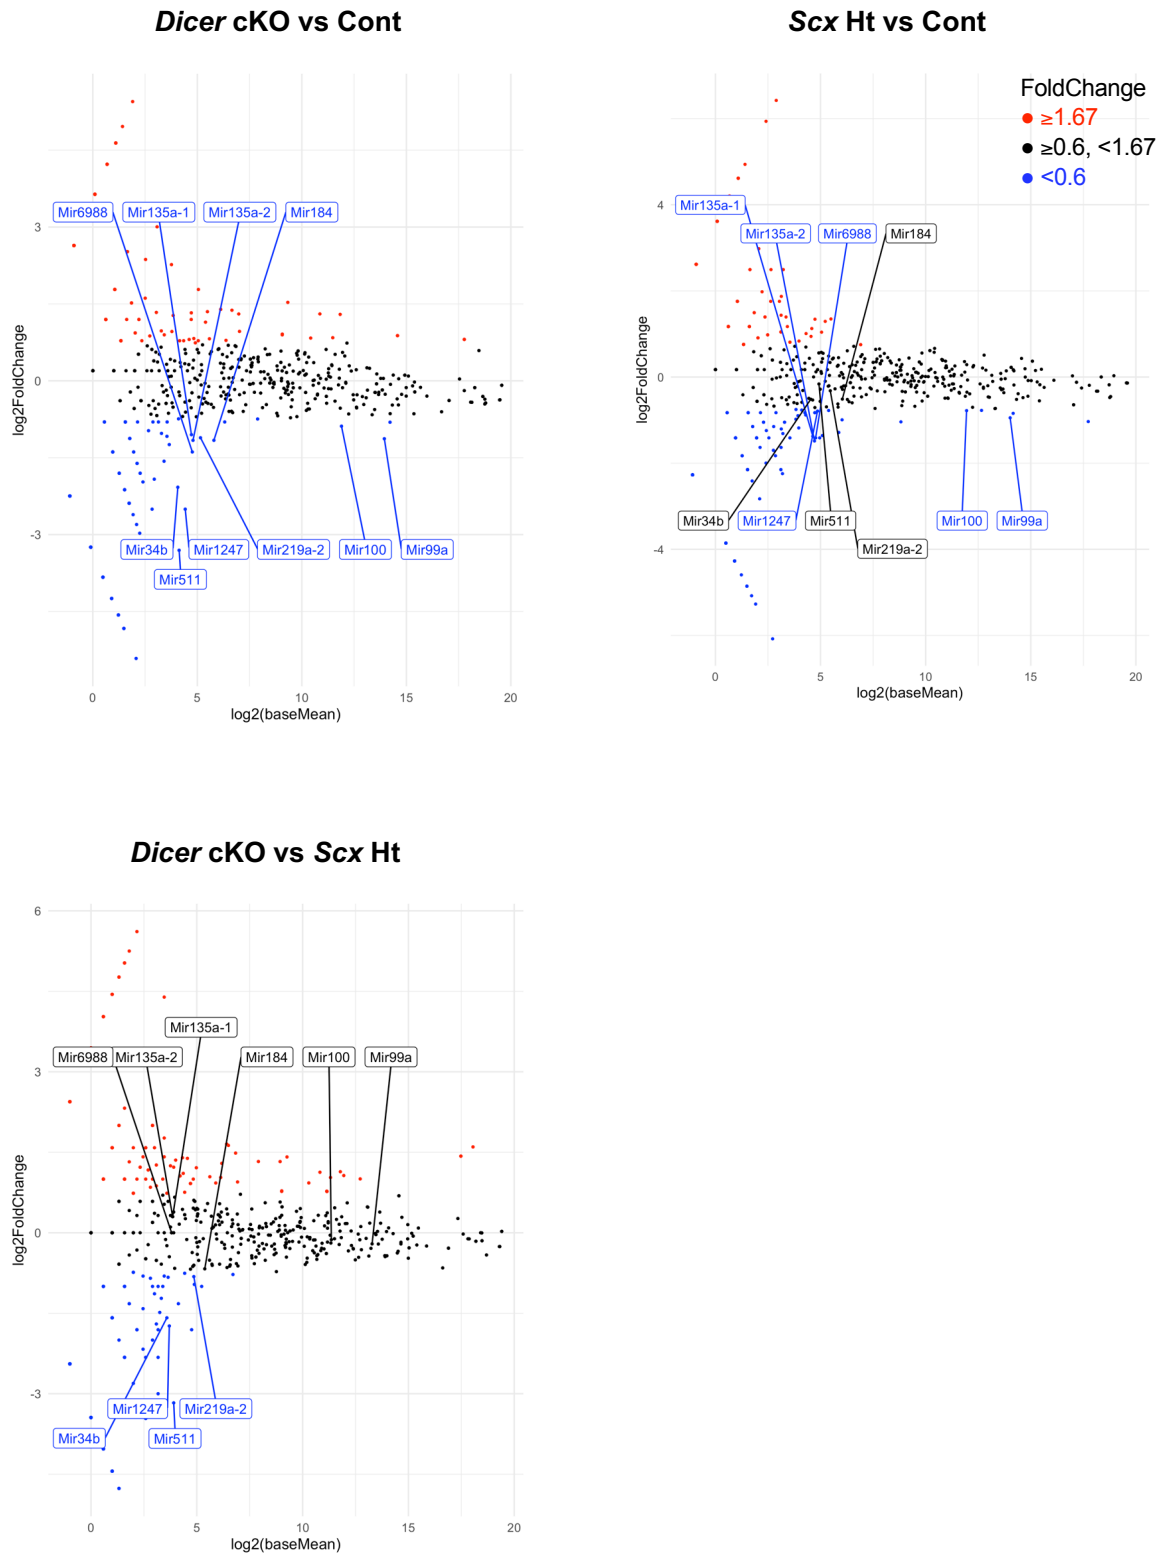 Dicer cKO vs Cont
Mir6988
Mir135a-1
Mir135a-2
Mir184
3
0
-3
log2FoldChange
Mir34b
Mir1247
Mir219a-2
Mir100
Mir99a
Mir511
0
5
10
15
20
log2(baseMean)
Scx Ht vs Cont
FoldChange
≥1.67
≥0.6, <1.67
<0.6
Mir135a-1
Mir135a-2
Mir6988
Mir184
4
0
-4
log2FoldChange
Mir34b
Mir1247
Mir511
Mir100
Mir99a
Mir219a-2
0
5
10
15
20
log2(baseMean)
Dicer cKO vs Scx Ht
6
3
0
-3
log2FoldChange
Mir135a-1
Mir6988
Mir135a-2
Mir184
Mir100
Mir99a
Mir1247
Mir219a-2
Mir34b
Mir511
0
5
10
15
20
log2(baseMean)